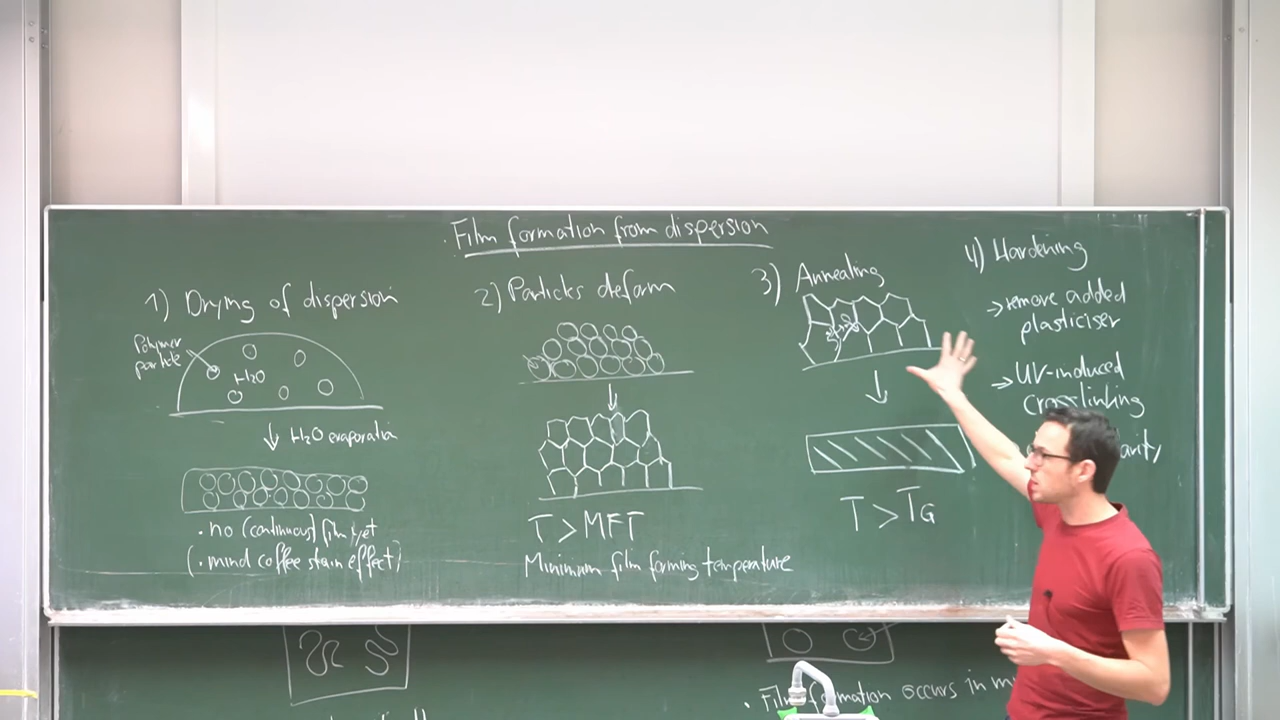 Film formation from dispersion
1) Drying of dispersion
Polymer
particle
H2O
↓ H2O evaporation
· no (continuous) film yet
(· mind coffee stain effect)
2) Particles deform
T > MFT
Minimum film forming temperature
3) Annealing
T > TG
4) Hardening
→ remove added
plasticiser
→ UV-induced
crosslinking
· Film formation occurs in